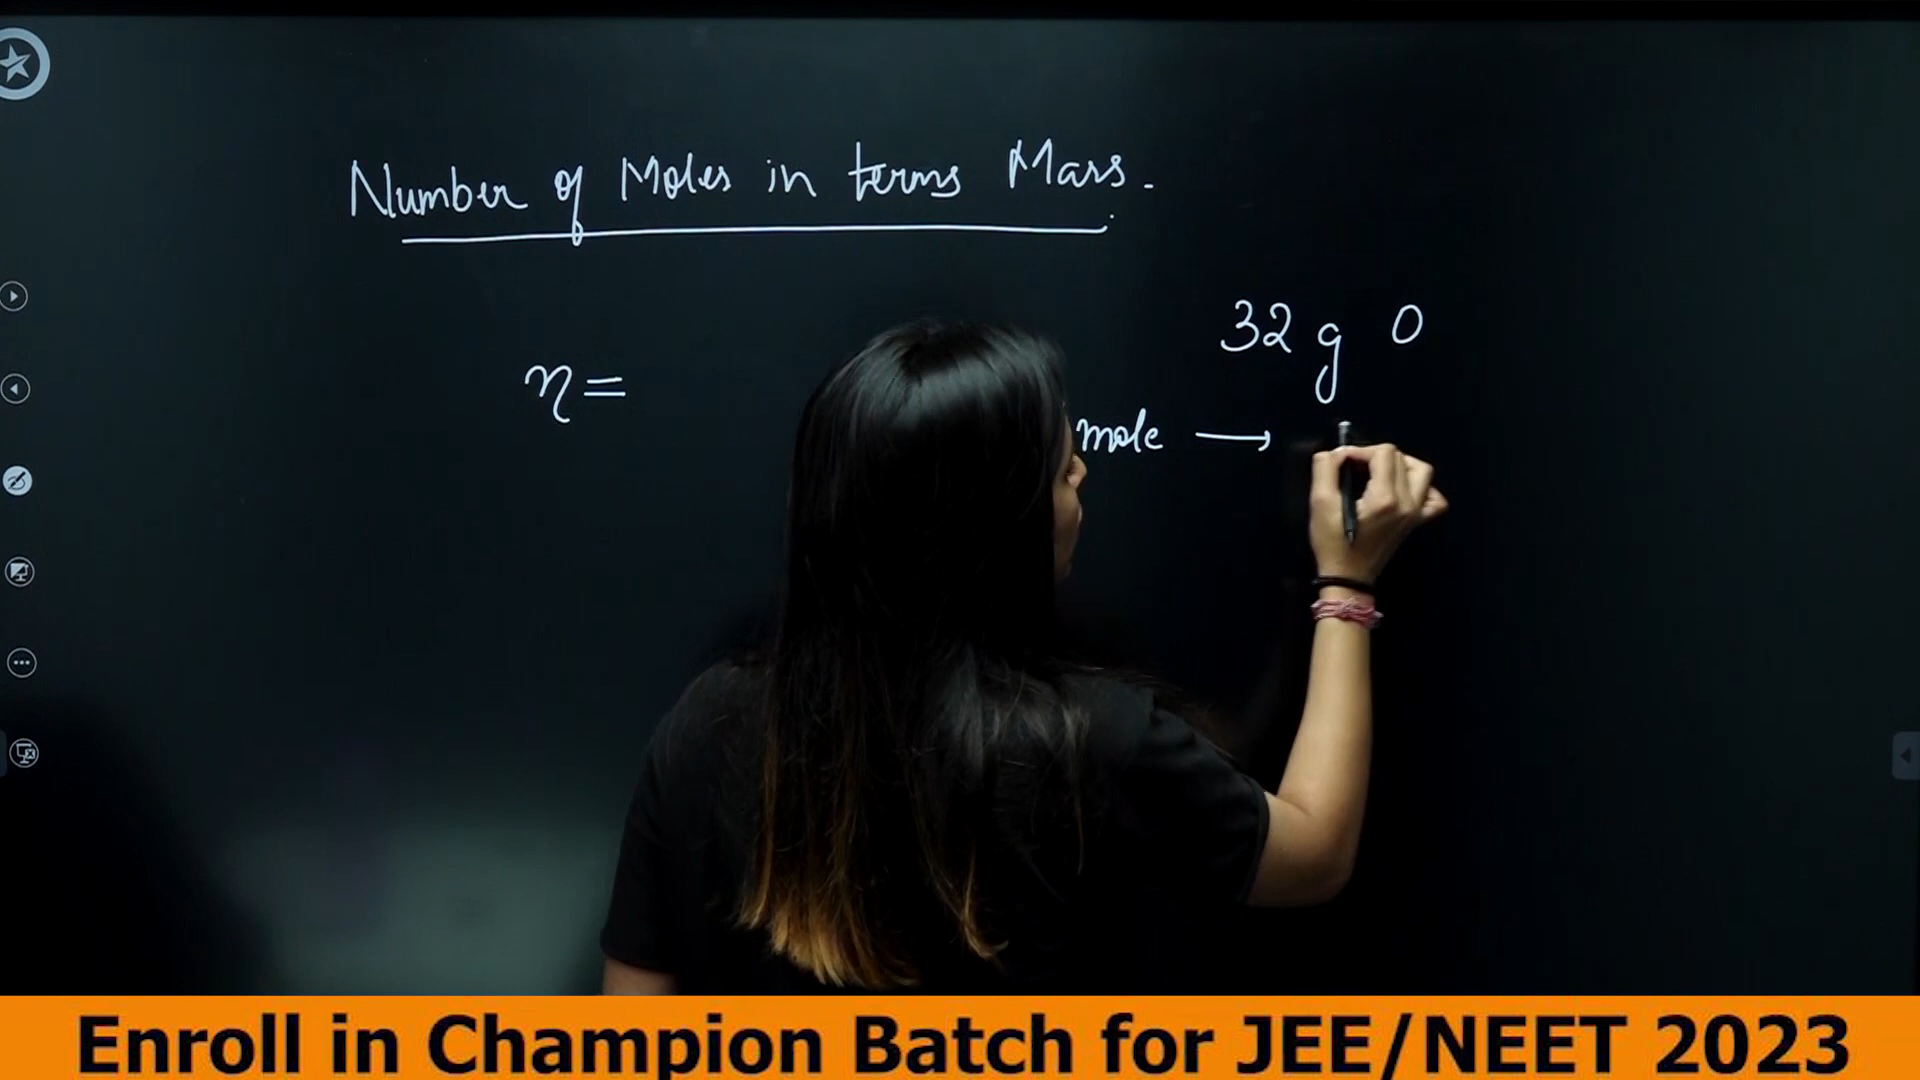 Number of Moles in terms Mass.
32 g O
n =
mole →
Enroll in Champion Batch for JEE/NEET 2023